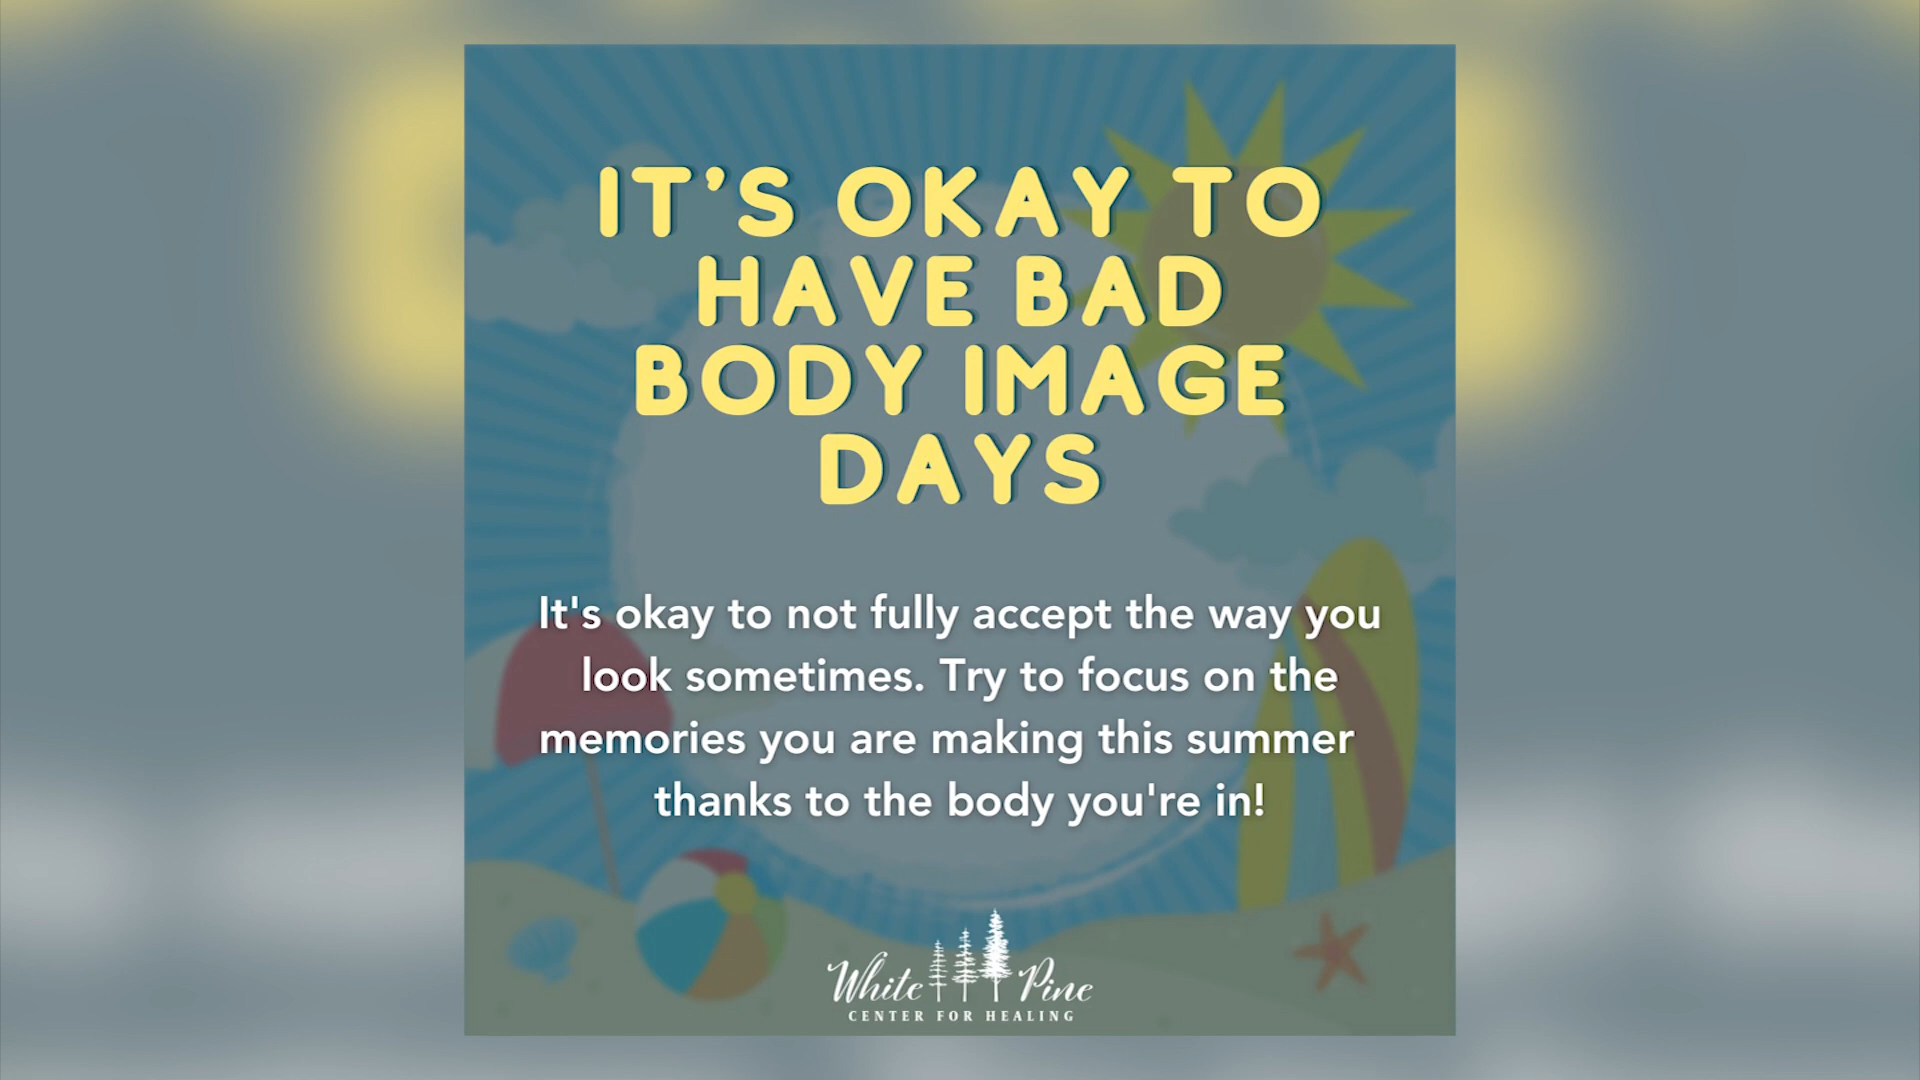 IT'S OKAY TO
HAVE BAD
BODY IMAGE
DAYS
It's okay to not fully accept the way you
look sometimes. Try to focus on the
memories you are making this summer
thanks to the body you're in!
White Pine
CENTER FOR HEALING